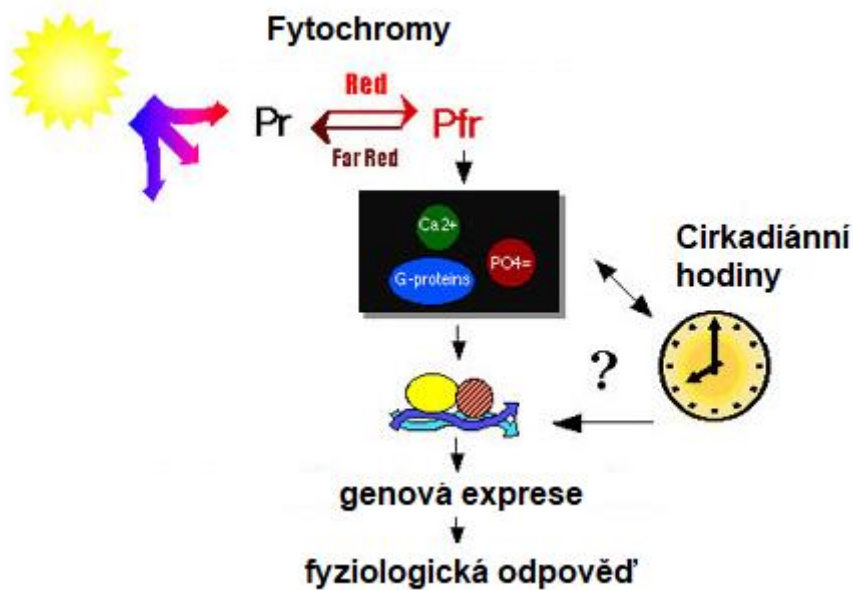 Fytochromy
Red
Pr
Pfr
Far Red
Ca2+
PO4=
G-proteins
Cirkadiánní
hodiny
?
genová exprese
fyziologická odpověď